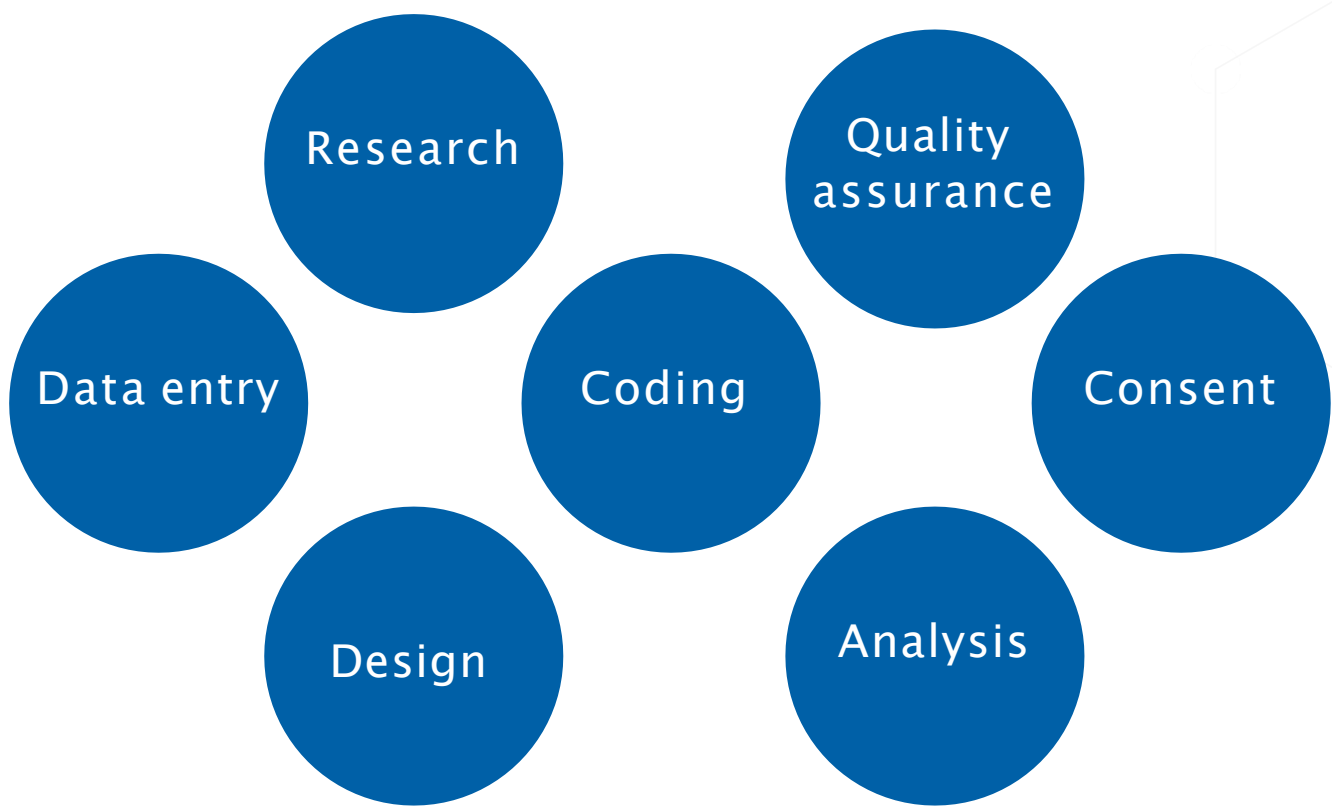 Research
Quality
assurance
Data entry
Coding
Consent
Design
Analysis